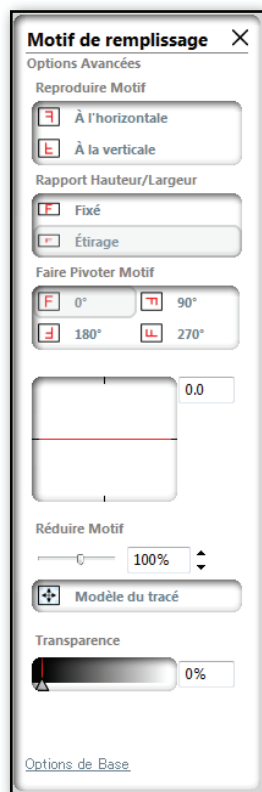 Motif de remplissage
Options Avancées
Reproduire Motif
À l'horizontale
À la verticale
Rapport Hauteur/Largeur
Fixé
Étirage
Faire Pivoter Motif
0° 90°
180° 270°
0.0
Réduire Motif
100%
Modèle du tracé
Transparence
0%
Options de Base